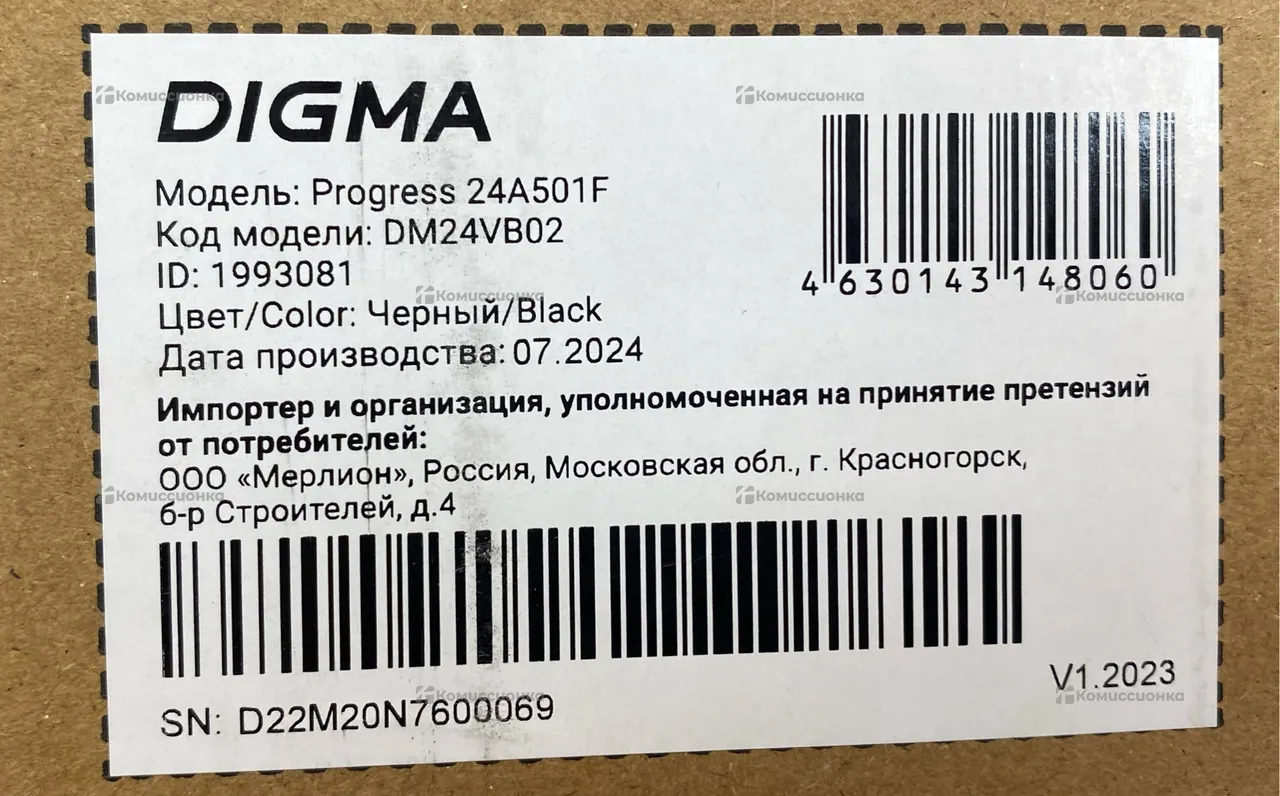 DIGMA
Модель: Progress 24A501F
Код модели: DM24VB02
ID: 1993081
Цвет/Color: Черный/Black
Дата производства: 07.2024
4 630143 148060
Импортер и организация, уполномоченная на принятие претензий
от потребителей:
ООО «Мерлион», Россия, Московская обл., г. Красногорск,
б-р Строителей, д.4
V1.2023
SN: D22M20N7600069
Комиссионка
Комиссионка
Комиссионка
Комиссионка
Комиссионка
Комиссионка
Комиссионка
Комиссионка